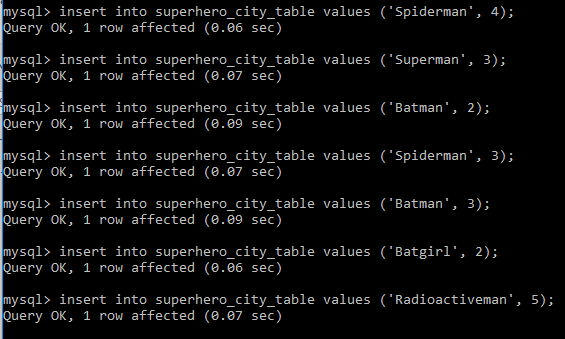 mysql> insert into superhero_city_table values ('Spiderman', 4);
Query OK, 1 row affected (0.06 sec)
mysql> insert into superhero_city_table values ('Superman', 3);
Query OK, 1 row affected (0.07 sec)
mysql> insert into superhero_city_table values ('Batman', 2);
Query OK, 1 row affected (0.09 sec)
mysql> insert into superhero_city_table values ('Spiderman', 3);
Query OK, 1 row affected (0.07 sec)
mysql> insert into superhero_city_table values ('Batman', 3);
Query OK, 1 row affected (0.09 sec)
mysql> insert into superhero_city_table values ('Batgirl', 2);
Query OK, 1 row affected (0.06 sec)
mysql> insert into superhero_city_table values ('Radioactiveman', 5);
Query OK, 1 row affected (0.07 sec)